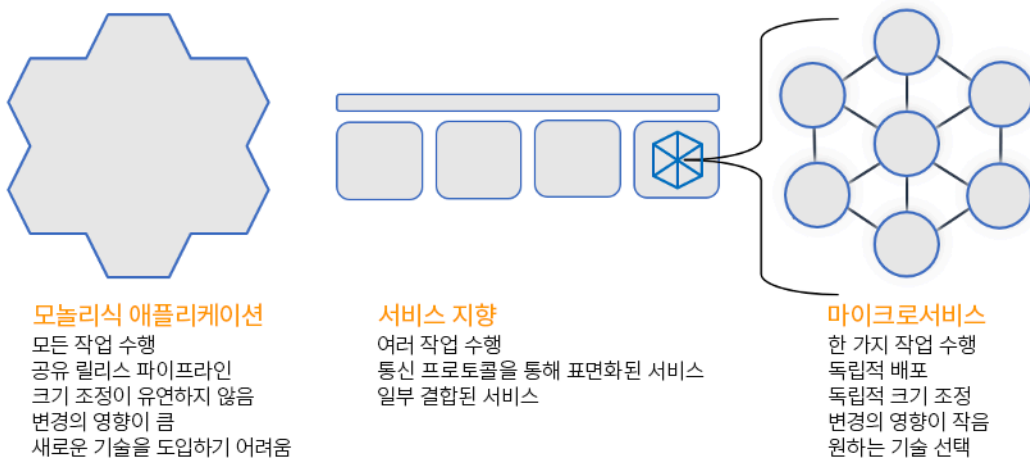 모놀리식 애플리케이션
모든 작업 수행
공유 릴리스 파이프라인
크기 조정이 유연하지 않음
변경의 영향이 큼
새로운 기술을 도입하기 어려움
서비스 지향
여러 작업 수행
통신 프로토콜을 통해 표면화된 서비스
일부 결합된 서비스
마이크로서비스
한 가지 작업 수행
독립적 배포
독립적 크기 조정
변경의 영향이 작음
원하는 기술 선택